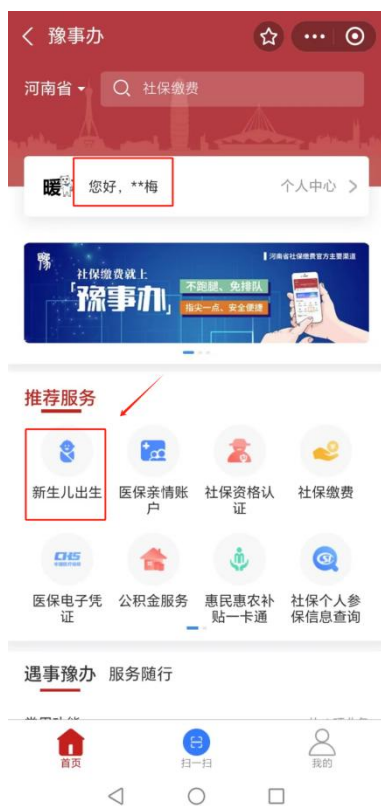 豫事办
河南省
社保缴费
暖
您好，**梅
个人中心
豫
河南省社保缴费官方主要渠道
社保缴费就上
「豫事办」
不跑腿、免排队
指尖一点、安全便捷
推荐服务
新生儿出生
医保亲情账
户
社保资格认
证
社保缴费
CHS
医保电子凭
证
公积金服务
惠民惠农补
贴一卡通
社保个人参
保信息查询
遇事豫办 服务随行
首页
扫一扫
我的